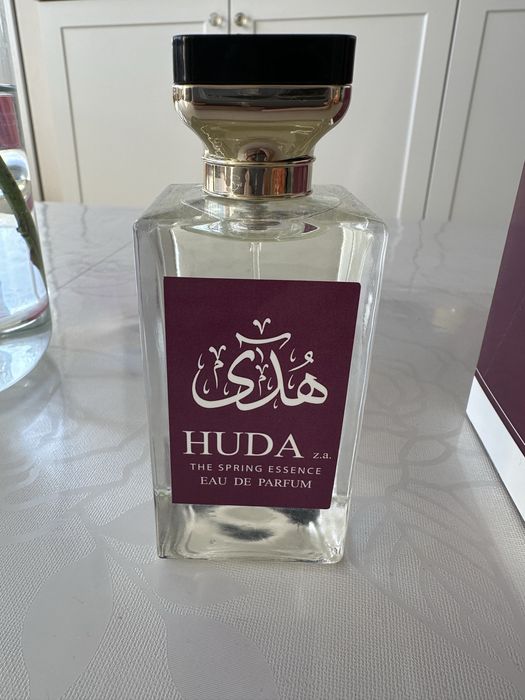 هُدَى
HUDA z.a.
THE SPRING ESSENCE
EAU DE PARFUM